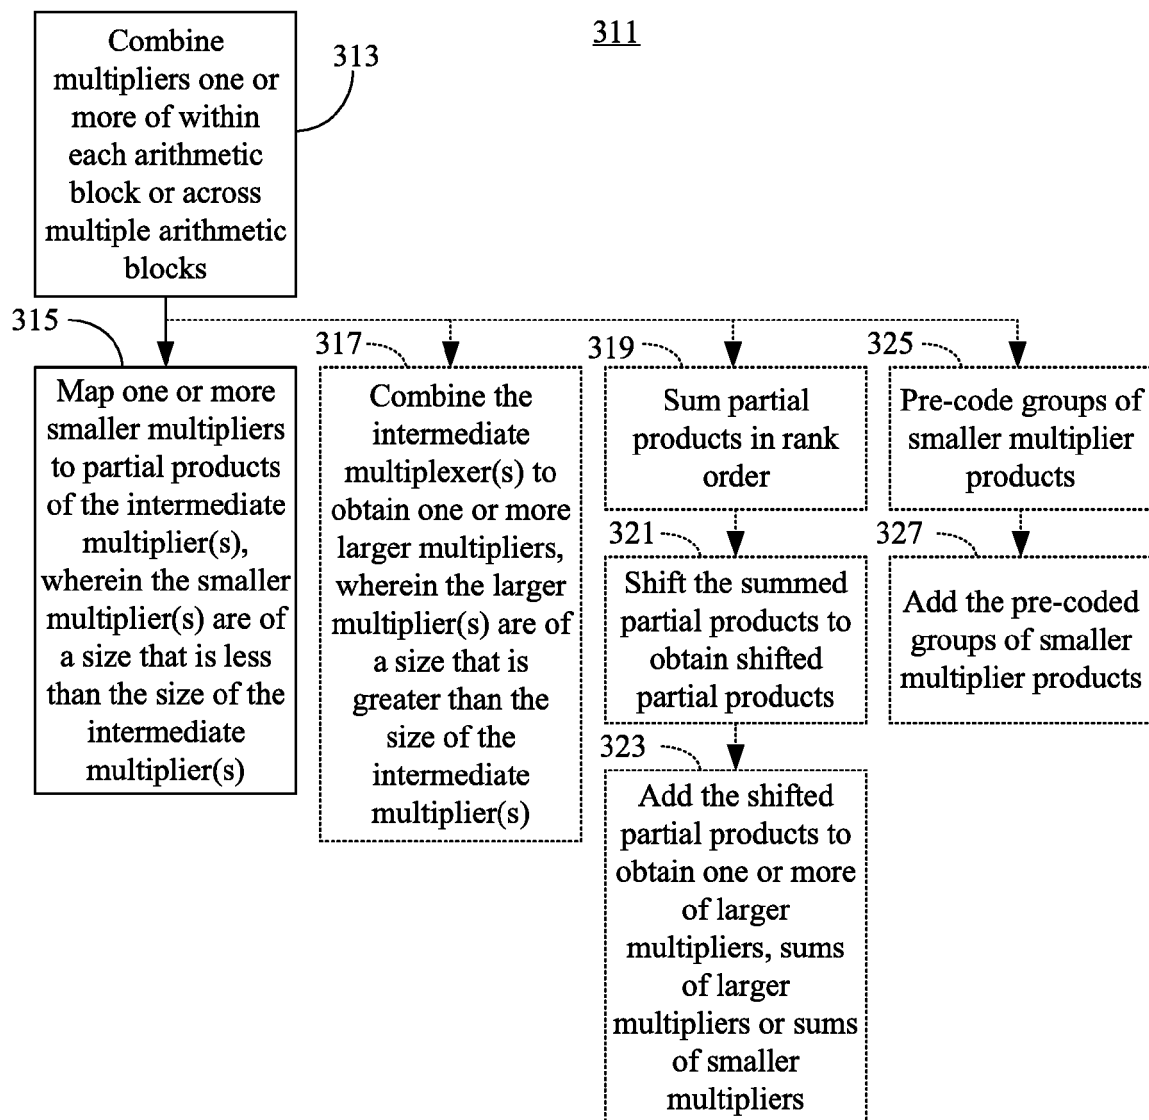 311
Combine
multipliers one or
more of within
each arithmetic
block or across
multiple arithmetic
blocks
313
315
Map one or more
smaller multipliers
to partial products
of the intermediate
multiplier(s),
wherein the smaller
multiplier(s) are of
a size that is less
than the size of the
intermediate
multiplier(s)
317
Combine the
intermediate
multiplexer(s) to
obtain one or more
larger multipliers,
wherein the larger
multiplier(s) are of
a size that is
greater than the
size of the
intermediate
multiplier(s)
319
Sum partial
products in rank
order
321
Shift the summed
partial products to
obtain shifted
partial products
323
Add the shifted
partial products to
obtain one or more
of larger
multipliers, sums
of larger
multipliers or sums
of smaller
multipliers
325
Pre-code groups of
smaller multiplier
products
327
Add the pre-coded
groups of smaller
multiplier products